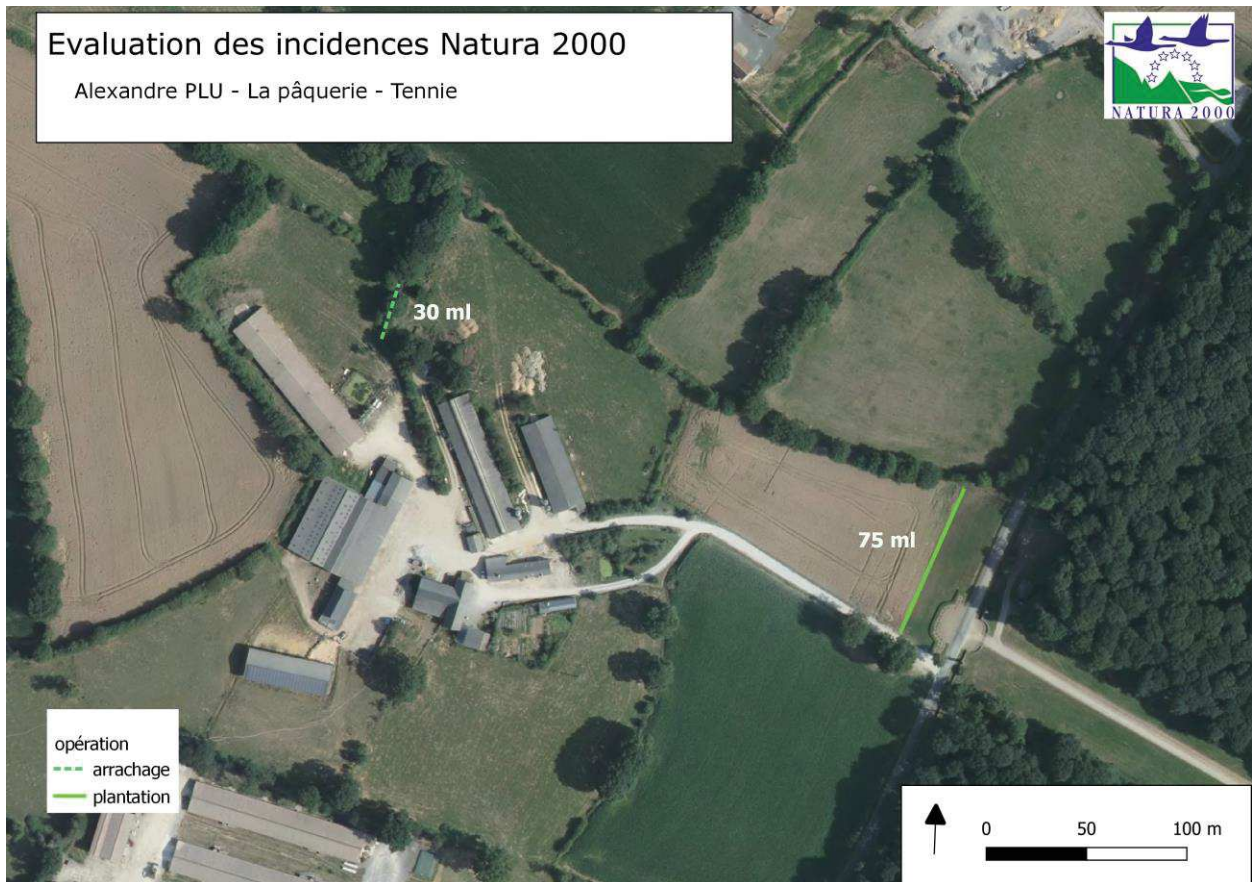 Evaluation des incidences Natura 2000
Alexandre PLU - La pâquerie - Tennie
NATURA 2000
30 ml
75 ml
opération
arrachage
plantation
0 50 100 m